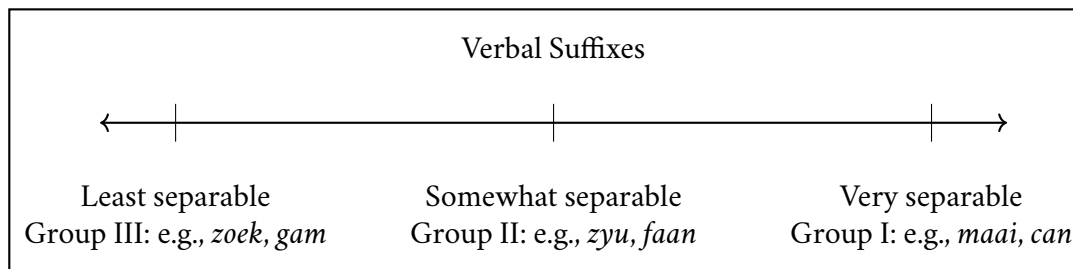 Verbal Suffixes
Least separable Somewhat separable Very separable
Group III: e.g., zoek, gam Group II: e.g., zyu, faan Group I: e.g., maai, can